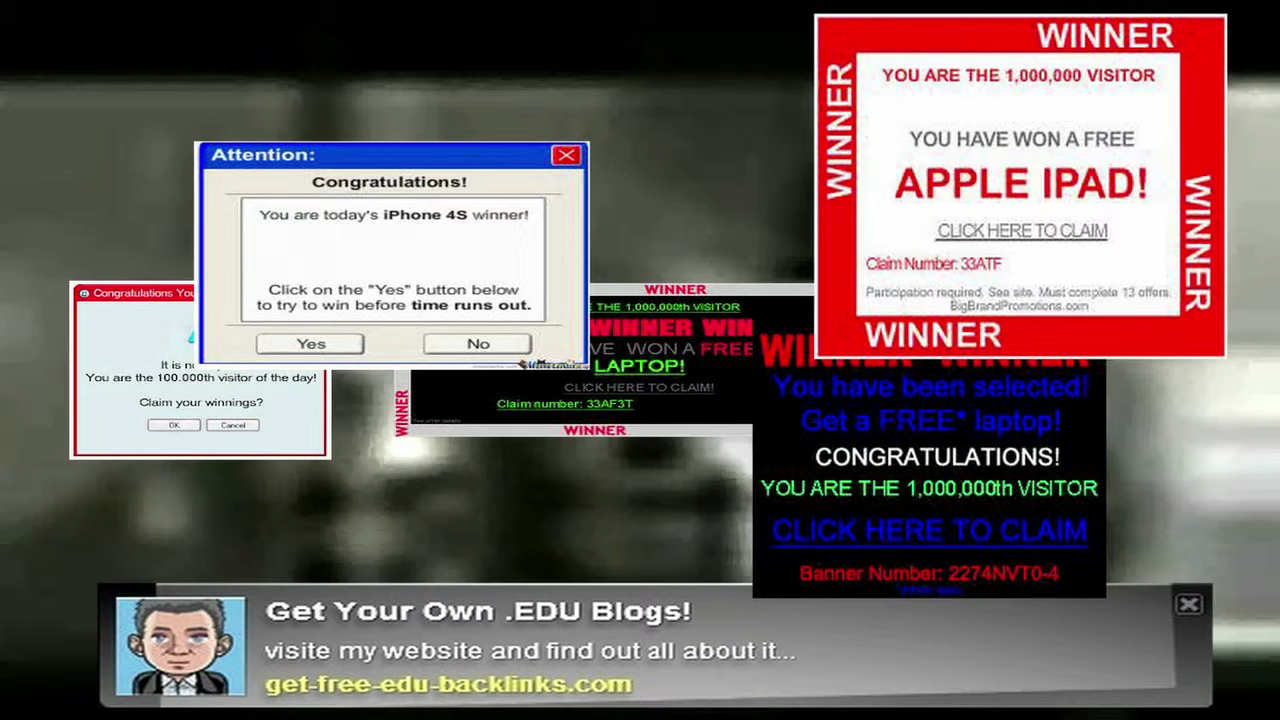 WINNER
YOU ARE THE 1,000,000 VISITOR
WINNER
YOU HAVE WON A FREE
APPLE IPAD!
CLICK HERE TO CLAIM
WINNER
Claim Number: 33ATF
Participation required. See site. Must complete 13 offers.
BigBrandPromotions.com
WINNER
Attention:
Congratulations!
You are today's iPhone 4S winner!
Click on the "Yes" button below
to try to win before time runs out.
Yes
No
Congratulations You
It is no
You are the 100.000th visitor of the day!
Claim your winnings?
OK
Cancel
WINNER
E THE 1,000,000th VISITOR
WINNER WIN
VE WON A FREE
LAPTOP!
CLICK HERE TO CLAIM!
Claim number: 33AF3T
WINNER
WINNER
WINNER WINNER
You have been selected!
Get a FREE* laptop!
CONGRATULATIONS!
YOU ARE THE 1,000,000th VISITOR
CLICK HERE TO CLAIM
Banner Number: 2274NVT0-4
Get Your Own .EDU Blogs!
visite my website and find out all about it...
get-free-edu-backlinks.com